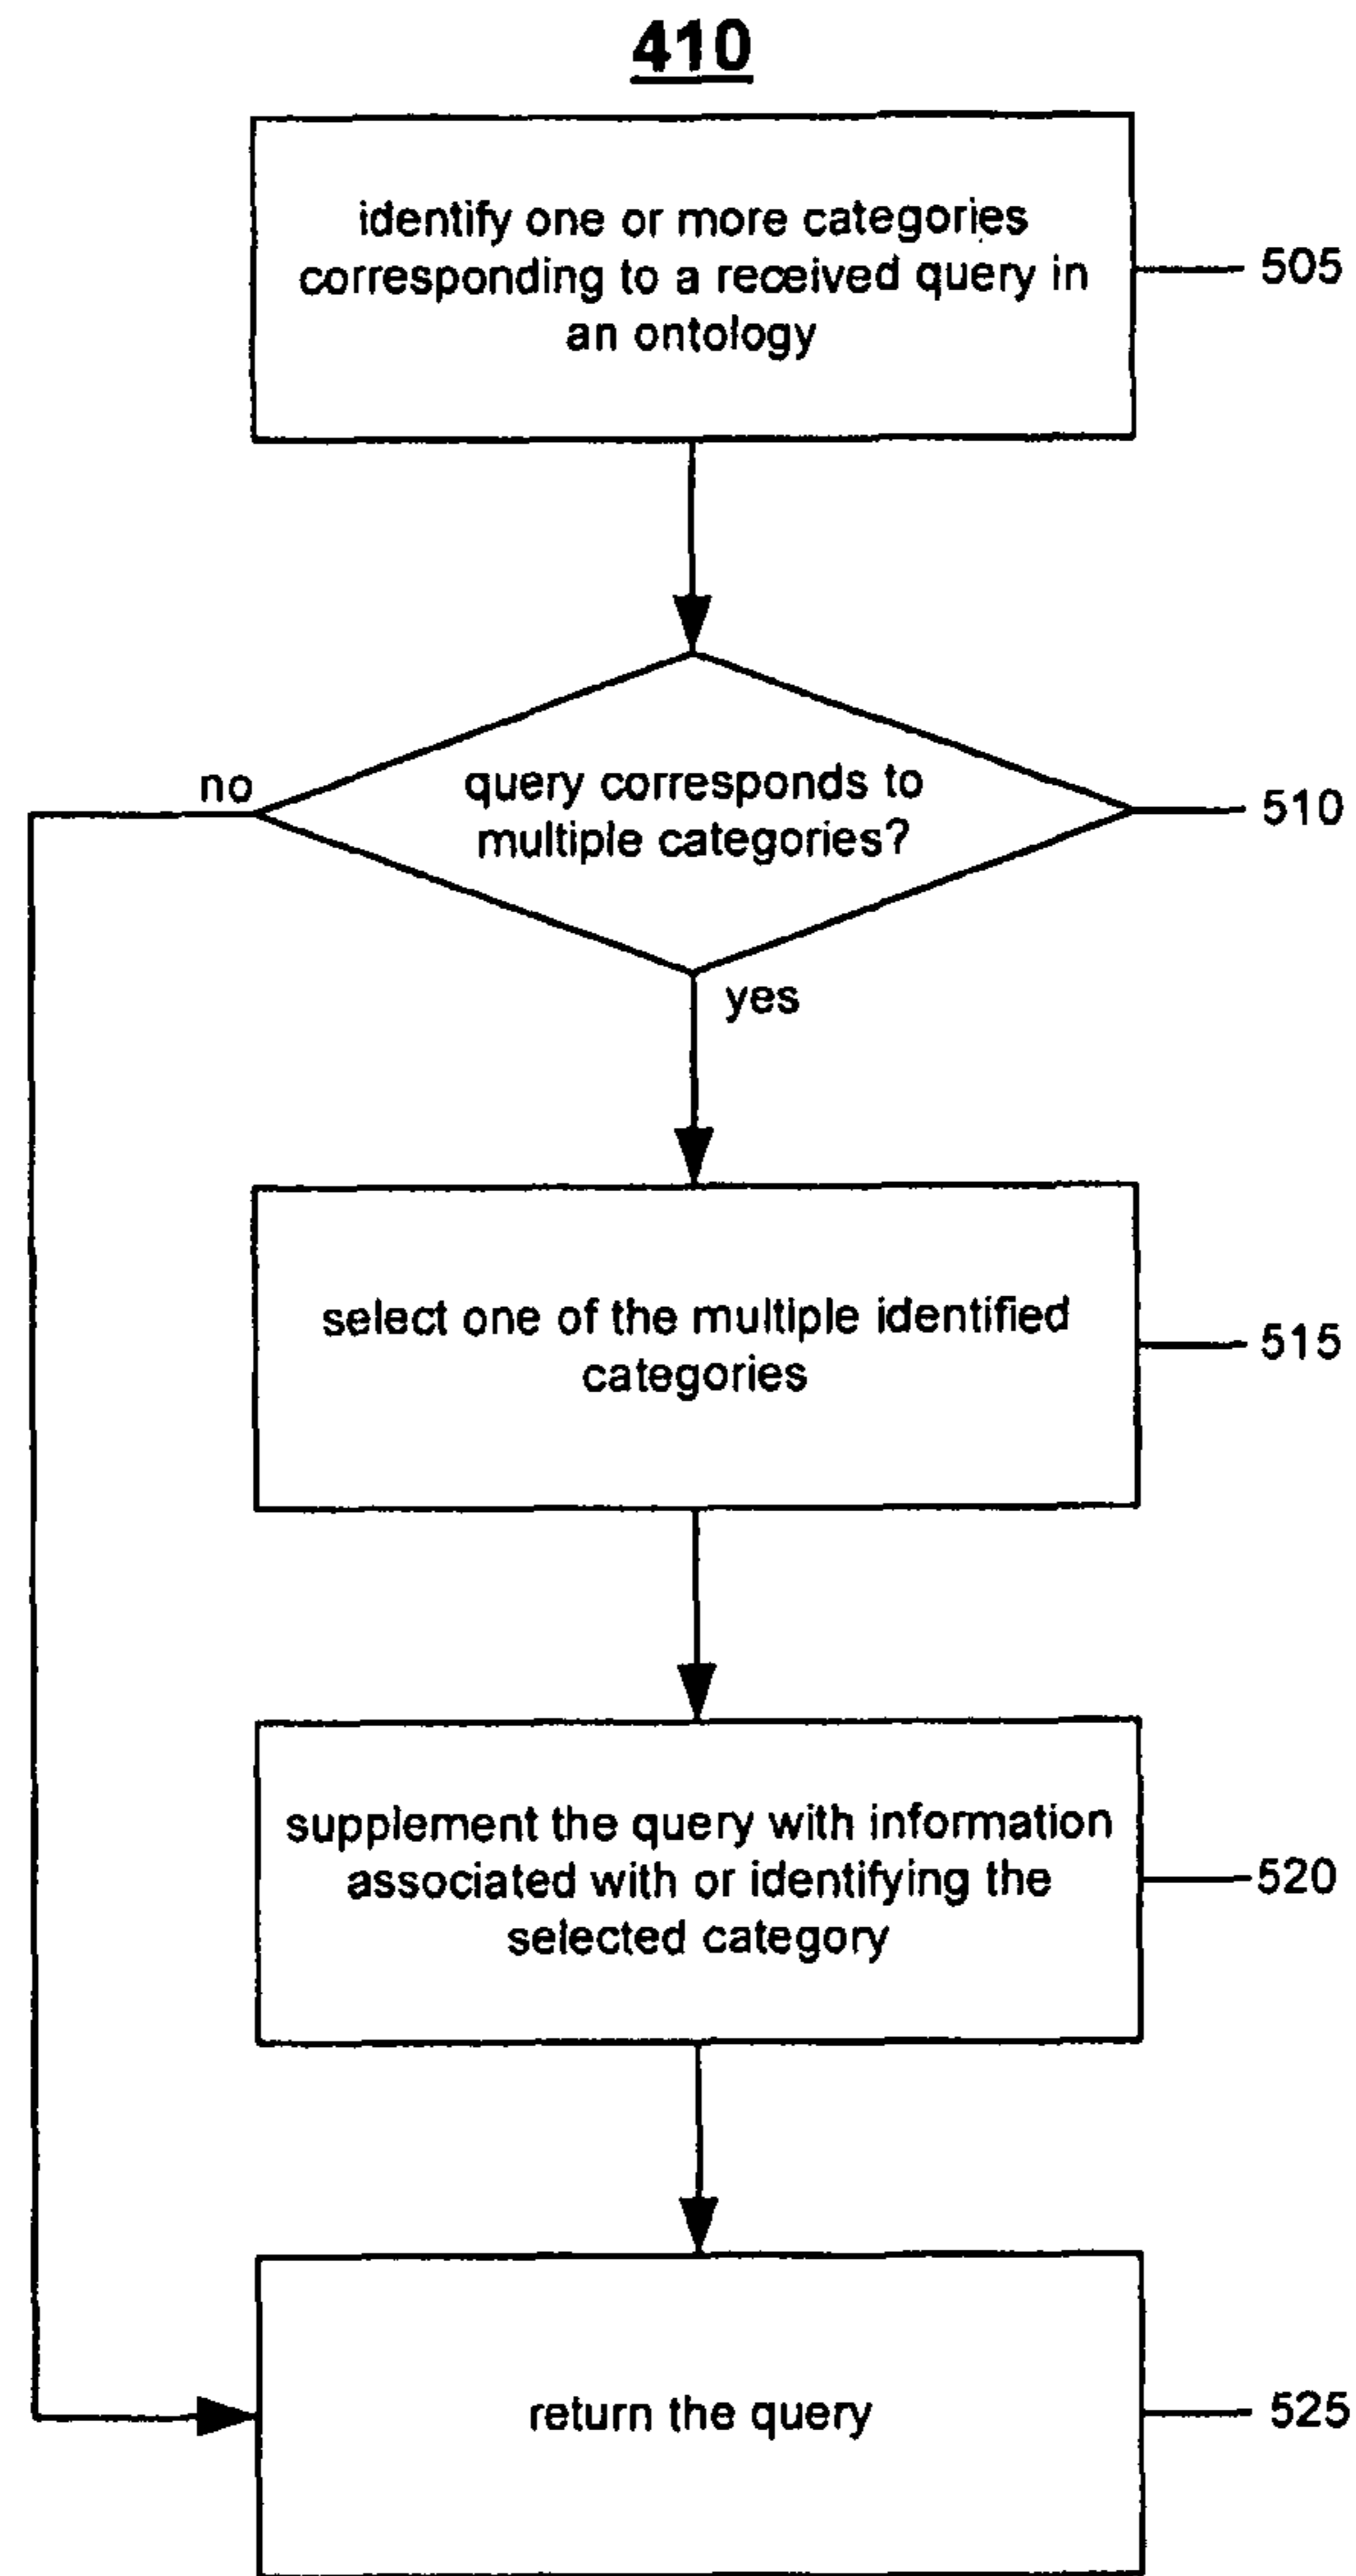 410
identify one or more categories
corresponding to a received query in
an ontology
505
no
query corresponds to
multiple categories?
510
yes
select one of the multiple identified
categories
515
supplement the query with information
associated with or identifying the
selected category
520
return the query
525